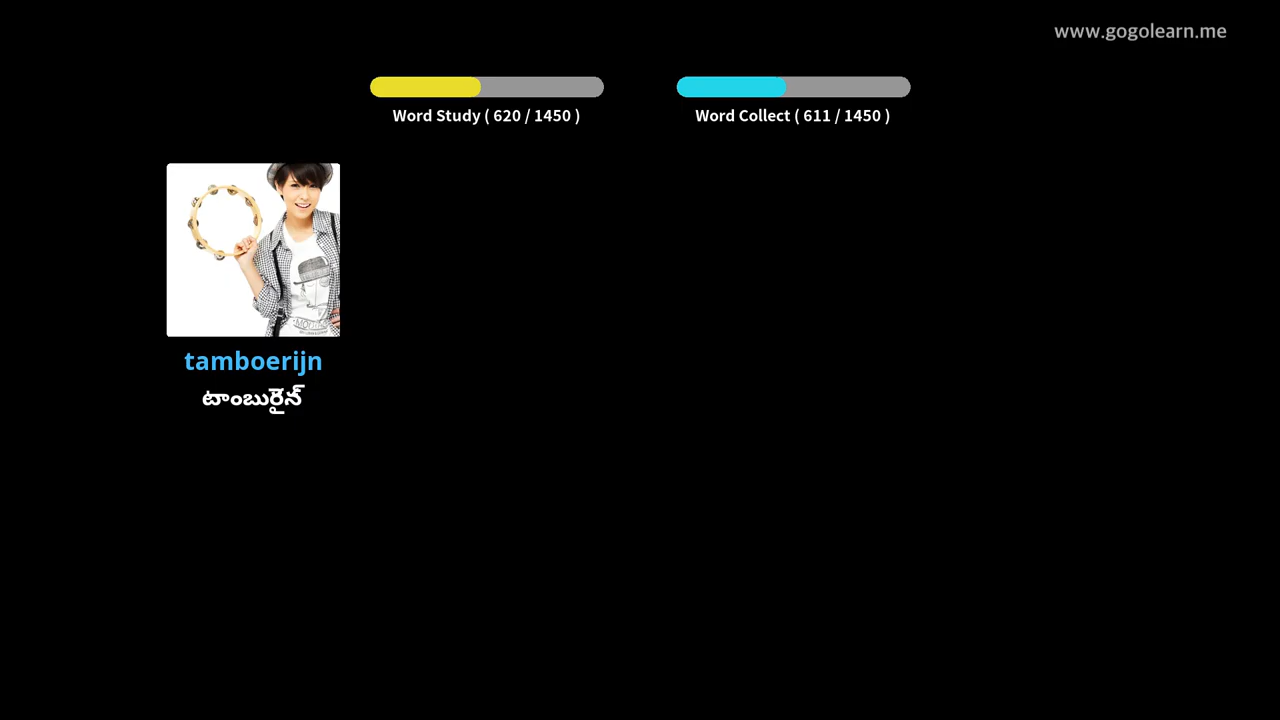 www.gogolearn.me
Word Study ( 620 / 1450 )
Word Collect ( 611 / 1450 )
tamboerijn
టాంబురైన్